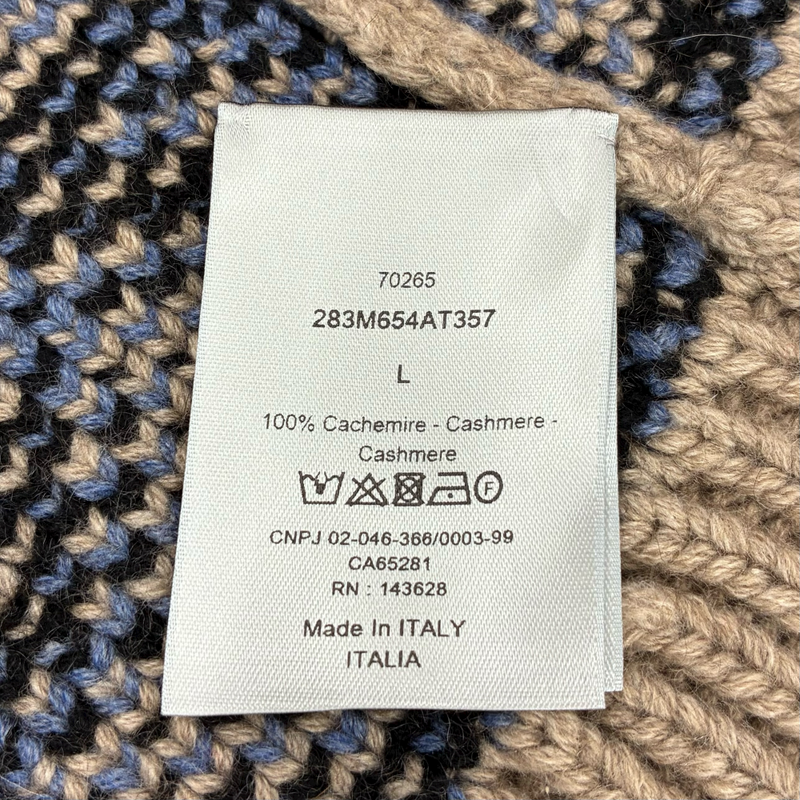 70265
283M654AT357
L
100% Cachemire - Cashmere -
Cashmere
F
CNPJ 02-046-366/0003-99
CA65281
RN : 143628
Made In ITALY
ITALIA